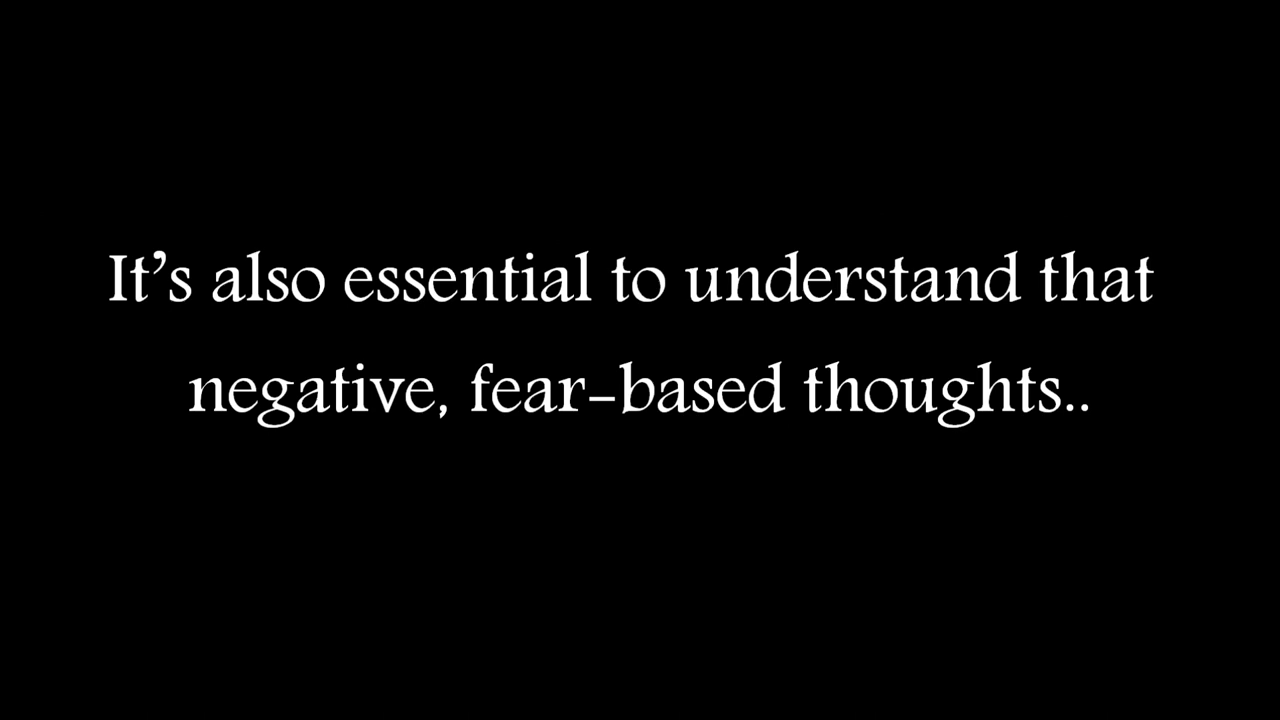 It’s also essential to understand that
negative, fear-based thoughts..